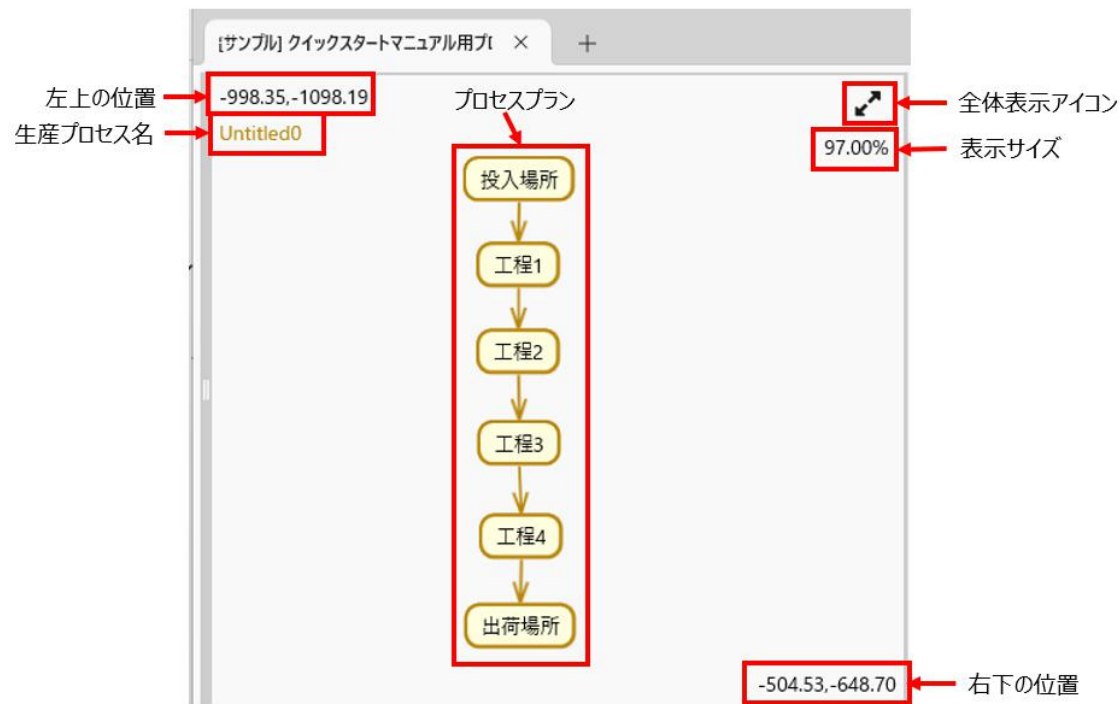 [サンプル] クイックスタートマニュアル用プロ × +
左上の位置
-998.35,-1098.19
プロセスプラン
全体表示アイコン
生産プロセス名
Untitled0
97.00%
表示サイズ
投入場所
工程1
工程2
工程3
工程4
出荷場所
-504.53,-648.70
右下の位置